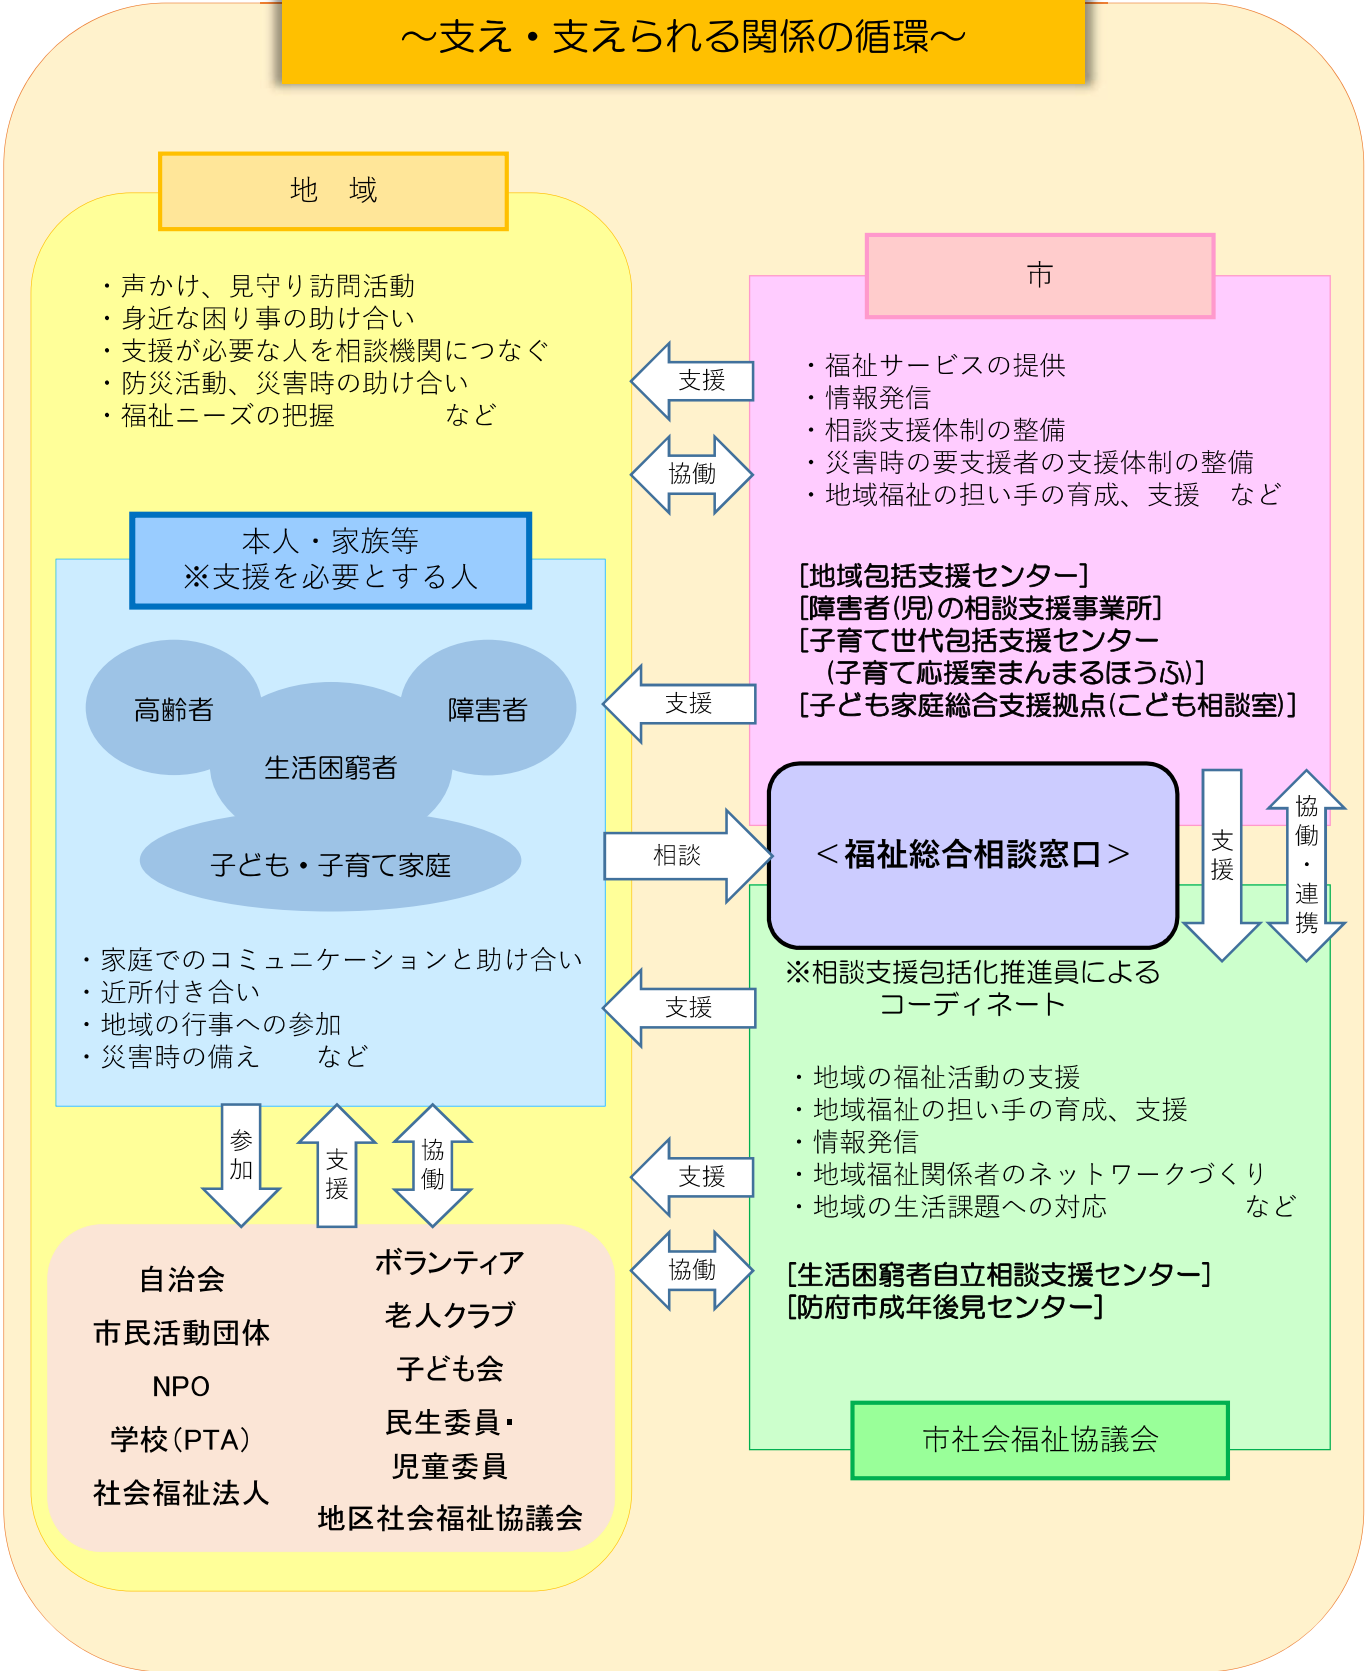 ～支え・支えられる関係の循環～
地　域
・声かけ、見守り訪問活動
・身近な困り事の助け合い
・支援が必要な人を相談機関につなぐ
・防災活動、災害時の助け合い
・福祉ニーズの把握　　　　など
本人・家族等
※支援を必要とする人
高齢者
障害者
生活困窮者
子ども・子育て家庭
・家庭でのコミュニケーションと助け合い
・近所付き合い
・地域の行事への参加
・災害時の備え　　など
参加
支援
協働
自治会
市民活動団体
NPO
学校（PTA）
社会福祉法人
ボランティア
老人クラブ
子ども会
民生委員・
児童委員
地区社会福祉協議会
支援
協働
支援
相談
支援
支援
協働
市
・福祉サービスの提供
・情報発信
・相談支援体制の整備
・災害時の要支援者の支援体制の整備
・地域福祉の担い手の育成、支援　など
[地域包括支援センター]
[障害者(児)の相談支援事業所]
[子育て世代包括支援センター
(子育て応援室まんまるほうふ)]
[子ども家庭総合支援拠点(こども相談室)]
＜福祉総合相談窓口＞
支援
協働・連携
※相談支援包括化推進員による
コーディネート
・地域の福祉活動の支援
・地域福祉の担い手の育成、支援
・情報発信
・地域福祉関係者のネットワークづくり
・地域の生活課題への対応　　　　　など
[生活困窮者自立相談支援センター]
[防府市成年後見センター]
市社会福祉協議会